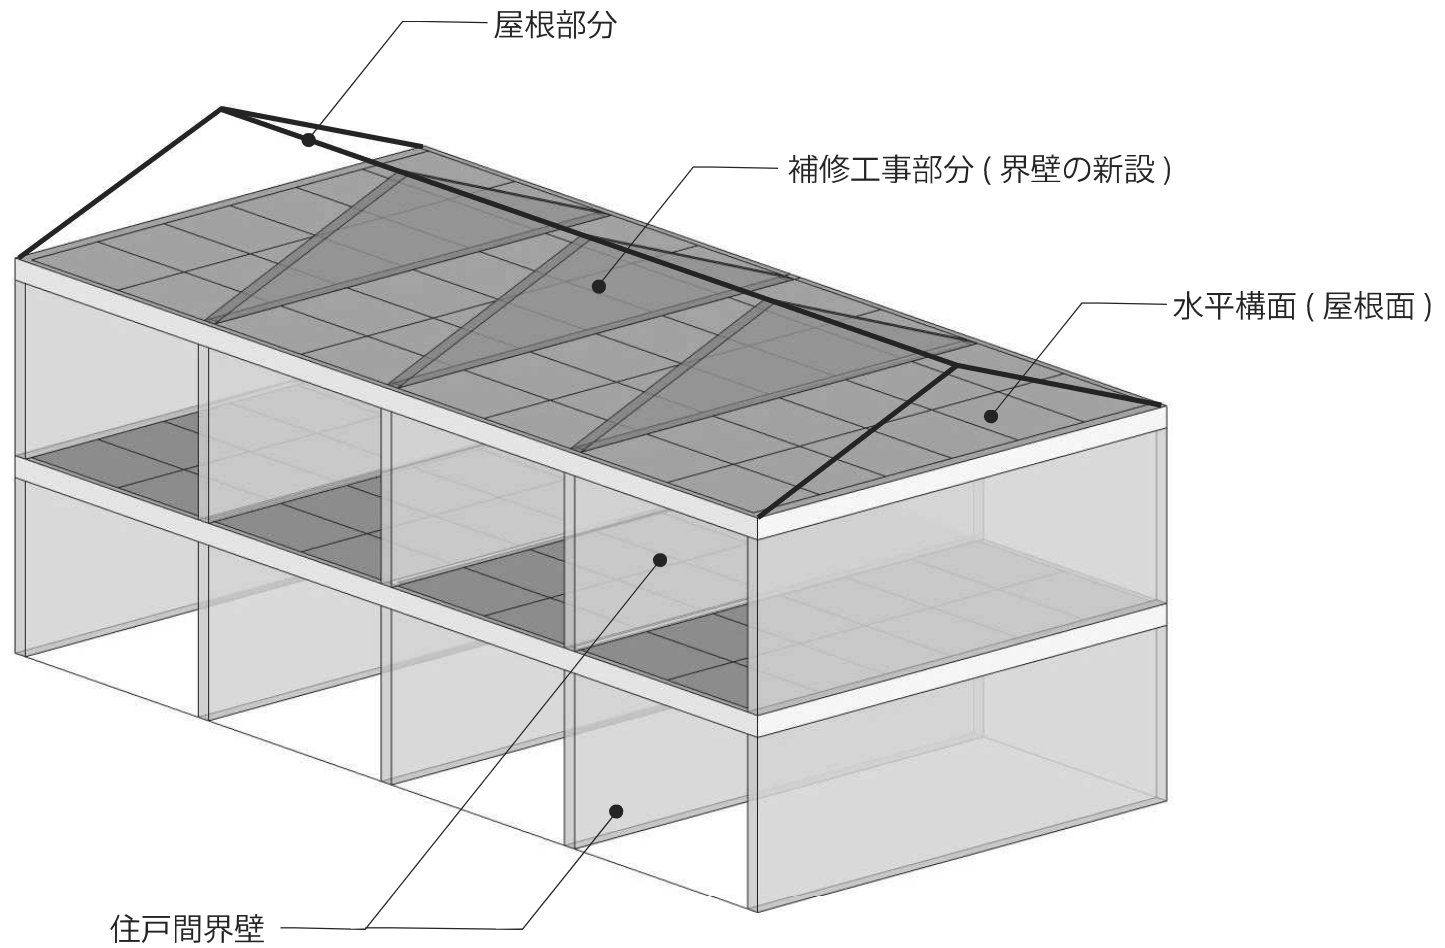 屋根部分
補修工事部分 ( 界壁の新設 )
水平構面 ( 屋根面 )
住戸間界壁